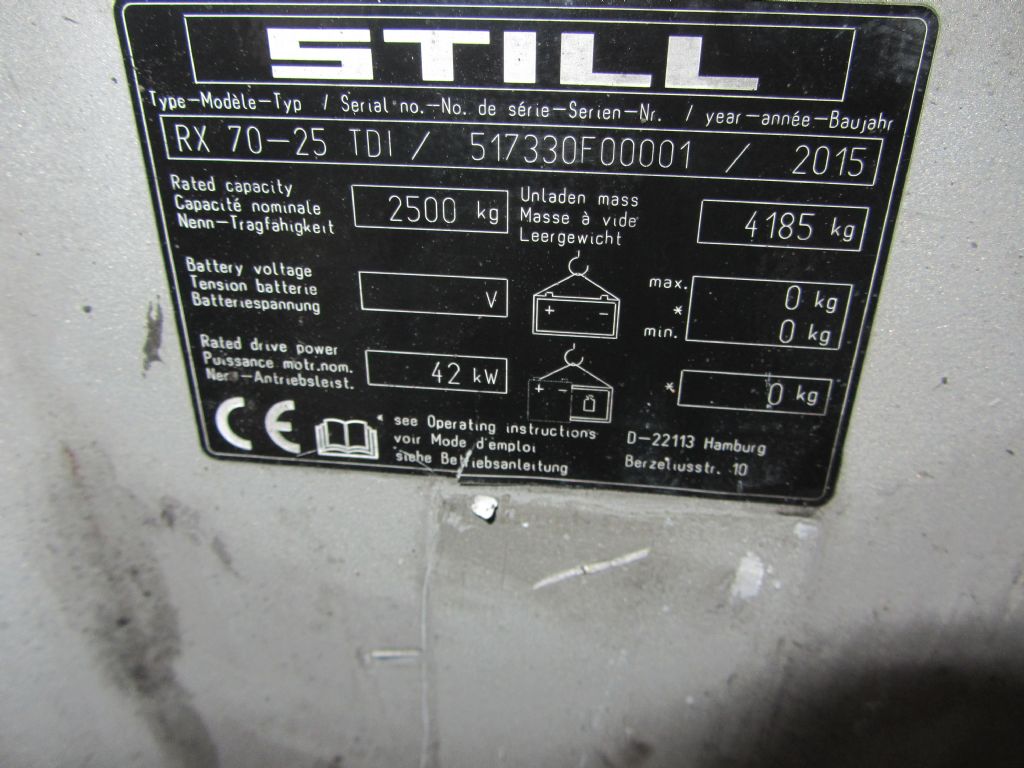 STILL
Type-Modèle-Typ / Serial no.-No. de série-Serien-Nr. / year-année-Baujahr
RX 70-25 TDI / 517330F00001 / 2015
Rated capacity
Capacité nominale
Nenn-Tragfähigkeit
2500 kg
Unladen mass
Masse à vide
Leergewicht
4185 kg
Battery voltage
Tension batterie
Batteriespannung
V
+ -
max.
*
min.
0 kg
0 kg
Rated drive power
Puissance motr.nom.
Nenn-Antriebsleist.
42 kW
+ -
* 0 kg
CE
see Operating instructions
voir Mode d'emploi
siehe Betriebsanleitung
D-22113 Hamburg
Berzeliusstr. 10